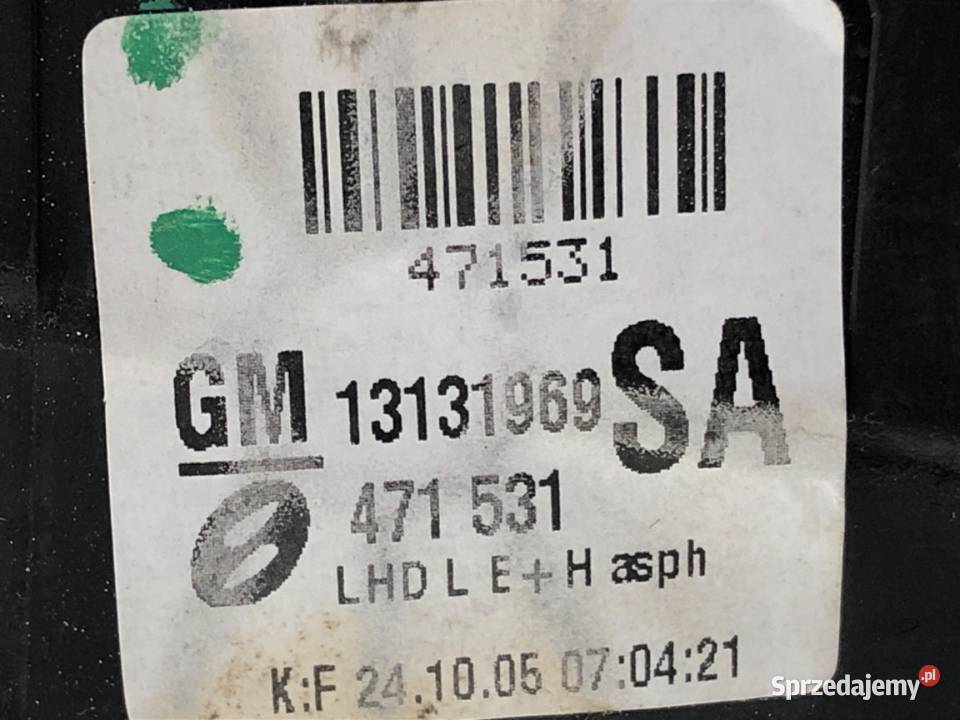 471531
GM 13131969 SA
471 531
LHD L E+H asph
K:F 24.10.05 07:04:21
Sprzedajemy.pl